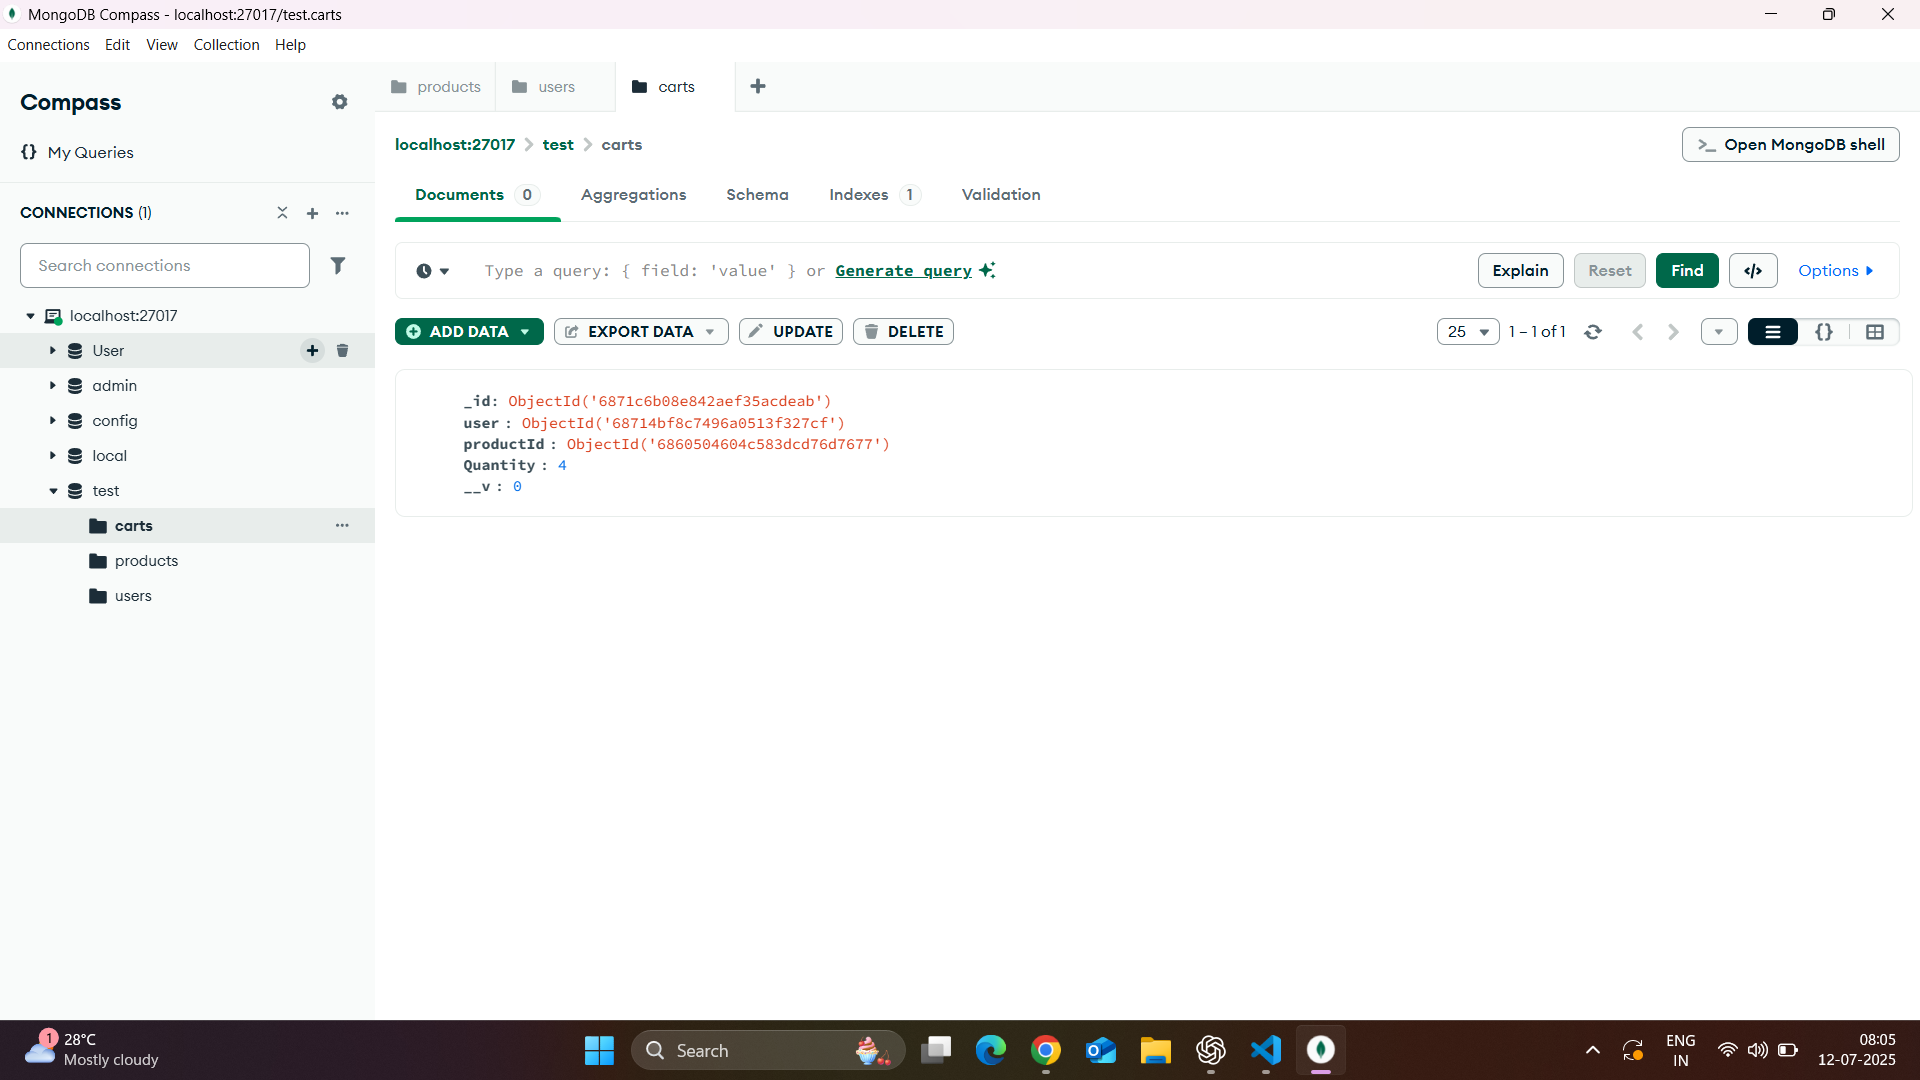 MongoDB Compass - localhost:27017/test.carts
Connections Edit View Collection Help
Compass
{} My Queries
CONNECTIONS (1)
Search connections
localhost:27017
User
admin
config
local
test
carts
products
users
products users carts
localhost:27017 > test > carts
>_ Open MongoDB shell
Documents 0 Aggregations Schema Indexes 1 Validation
Type a query: { field: 'value' } or Generate query
Explain Reset Find </> Options
ADD DATA EXPORT DATA UPDATE DELETE
25 1 – 1 of 1 {}
_id: ObjectId('6871c6b08e842aef35acdeab')
user : ObjectId('68714bf8c7496a0513f327cf')
productId : ObjectId('6860504604c583dcd76d7677')
Quantity : 4
__v : 0
1
28°C
Mostly cloudy
Search
ENG
IN
08:05
12-07-2025